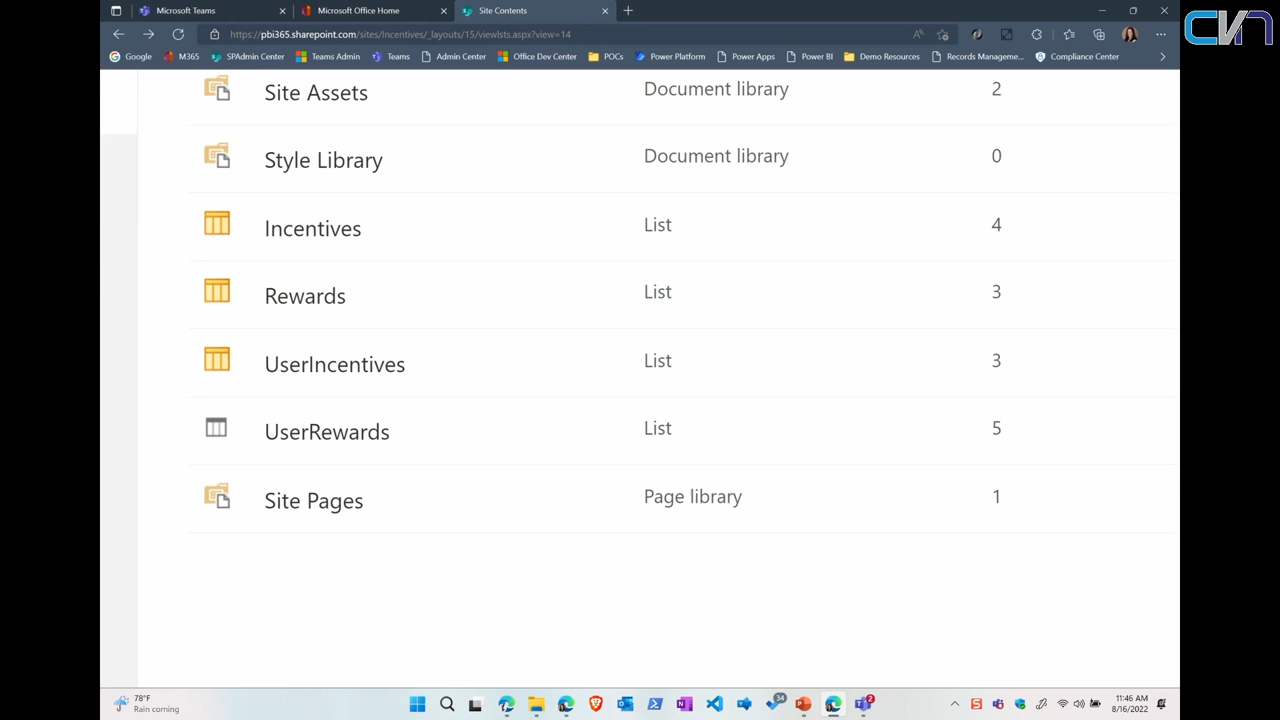 Microsoft Teams
Microsoft Office Home
Site Contents
CVN
https://pbi365.sharepoint.com/sites/Incentives/_layouts/15/viewlsts.aspx?view=14
Google
M365
SPAdmin Center
Teams Admin
Teams
Admin Center
Office Dev Center
POCs
Power Platform
Power Apps
Power BI
Demo Resources
Records Manageme...
Compliance Center
Site Assets Document library 2
Style Library Document library 0
Incentives List 4
Rewards List 3
UserIncentives List 3
UserRewards List 5
Site Pages Page library 1
78°F
Rain coming
34
2
11:46 AM
8/16/2022